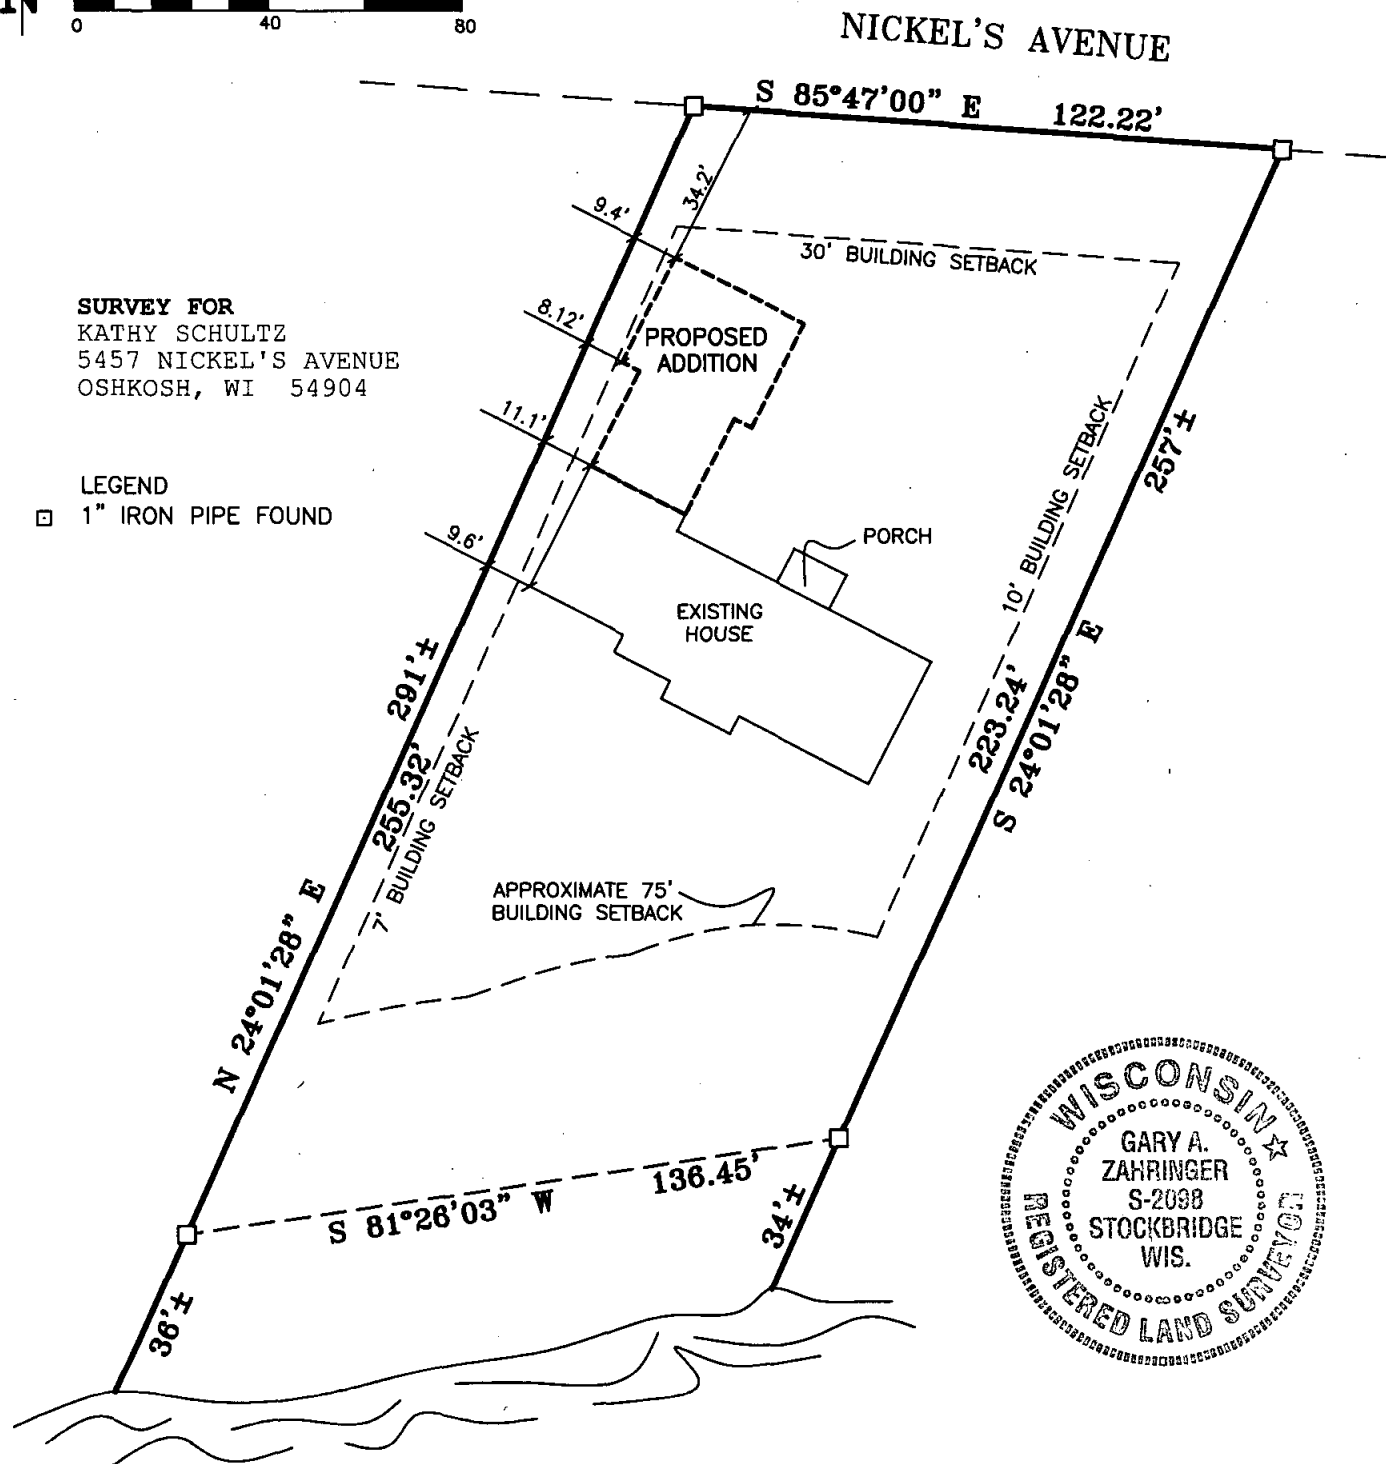 N
0 40 80
NICKEL'S AVENUE
S 85°47'00" E 122.22'
34.2'
9.4'
30' BUILDING SETBACK
SURVEY FOR
KATHY SCHULTZ
5457 NICKEL'S AVENUE
OSHKOSH, WI 54904
8.12'
PROPOSED
ADDITION
11.1'
10' BUILDING SETBACK
257'±
LEGEND
1" IRON PIPE FOUND
9.6'
PORCH
EXISTING
HOUSE
291'±
255.32'
7' BUILDING SETBACK
223.24'
S 24°01'28" E
APPROXIMATE 75'
BUILDING SETBACK
N 24°01'28" E
S 81°26'03" W 136.45'
34'±
36'±
WISCONSIN
GARY A.
ZAHRINGER
S-2098
STOCKBRIDGE
WIS.
REGISTERED LAND SURVEYOR